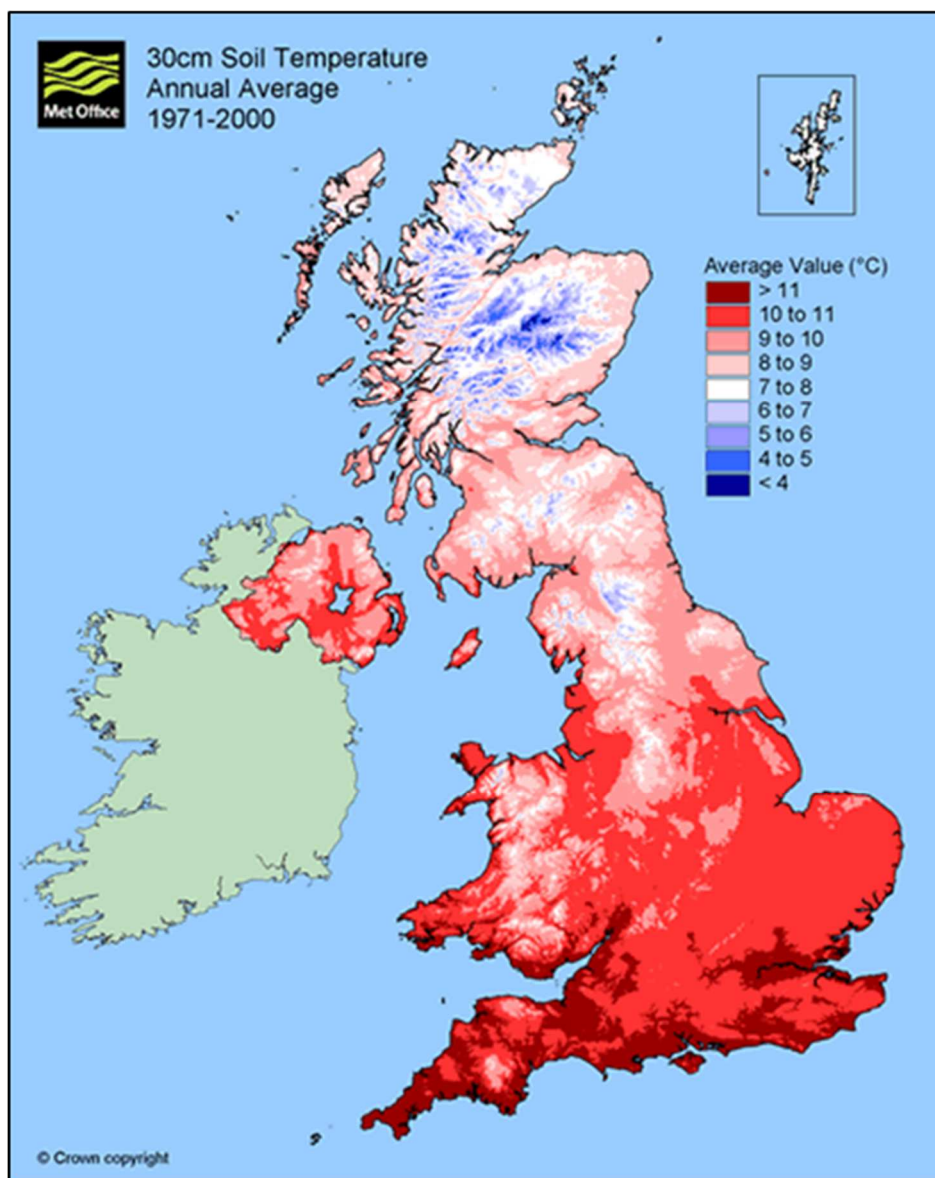 Met Office
30cm Soil Temperature
Annual Average
1971-2000
Average Value (°C)
> 11
10 to 11
9 to 10
8 to 9
7 to 8
6 to 7
5 to 6
4 to 5
< 4
© Crown copyright